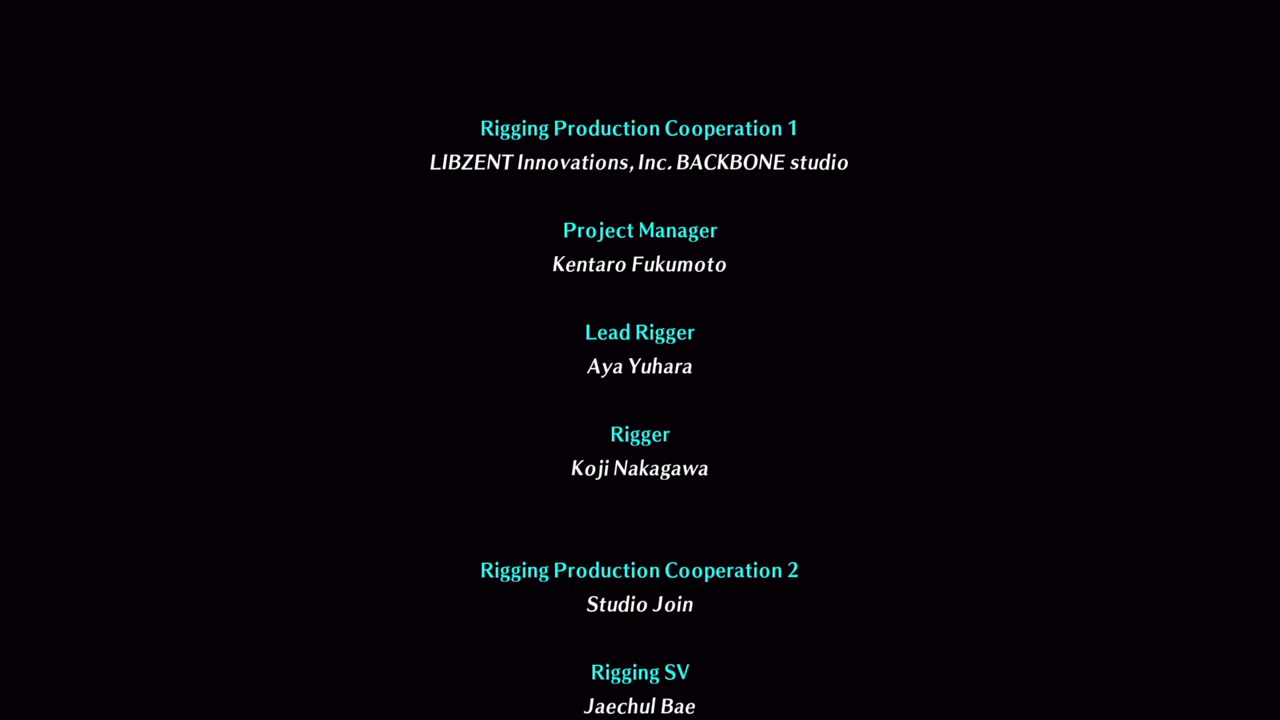 Rigging Production Cooperation 1
LIBZENT Innovations, Inc. BACKBONE studio
Project Manager
Kentaro Fukumoto
Lead Rigger
Aya Yuhara
Rigger
Koji Nakagawa
Rigging Production Cooperation 2
Studio Join
Rigging SV
Jaechul Bae